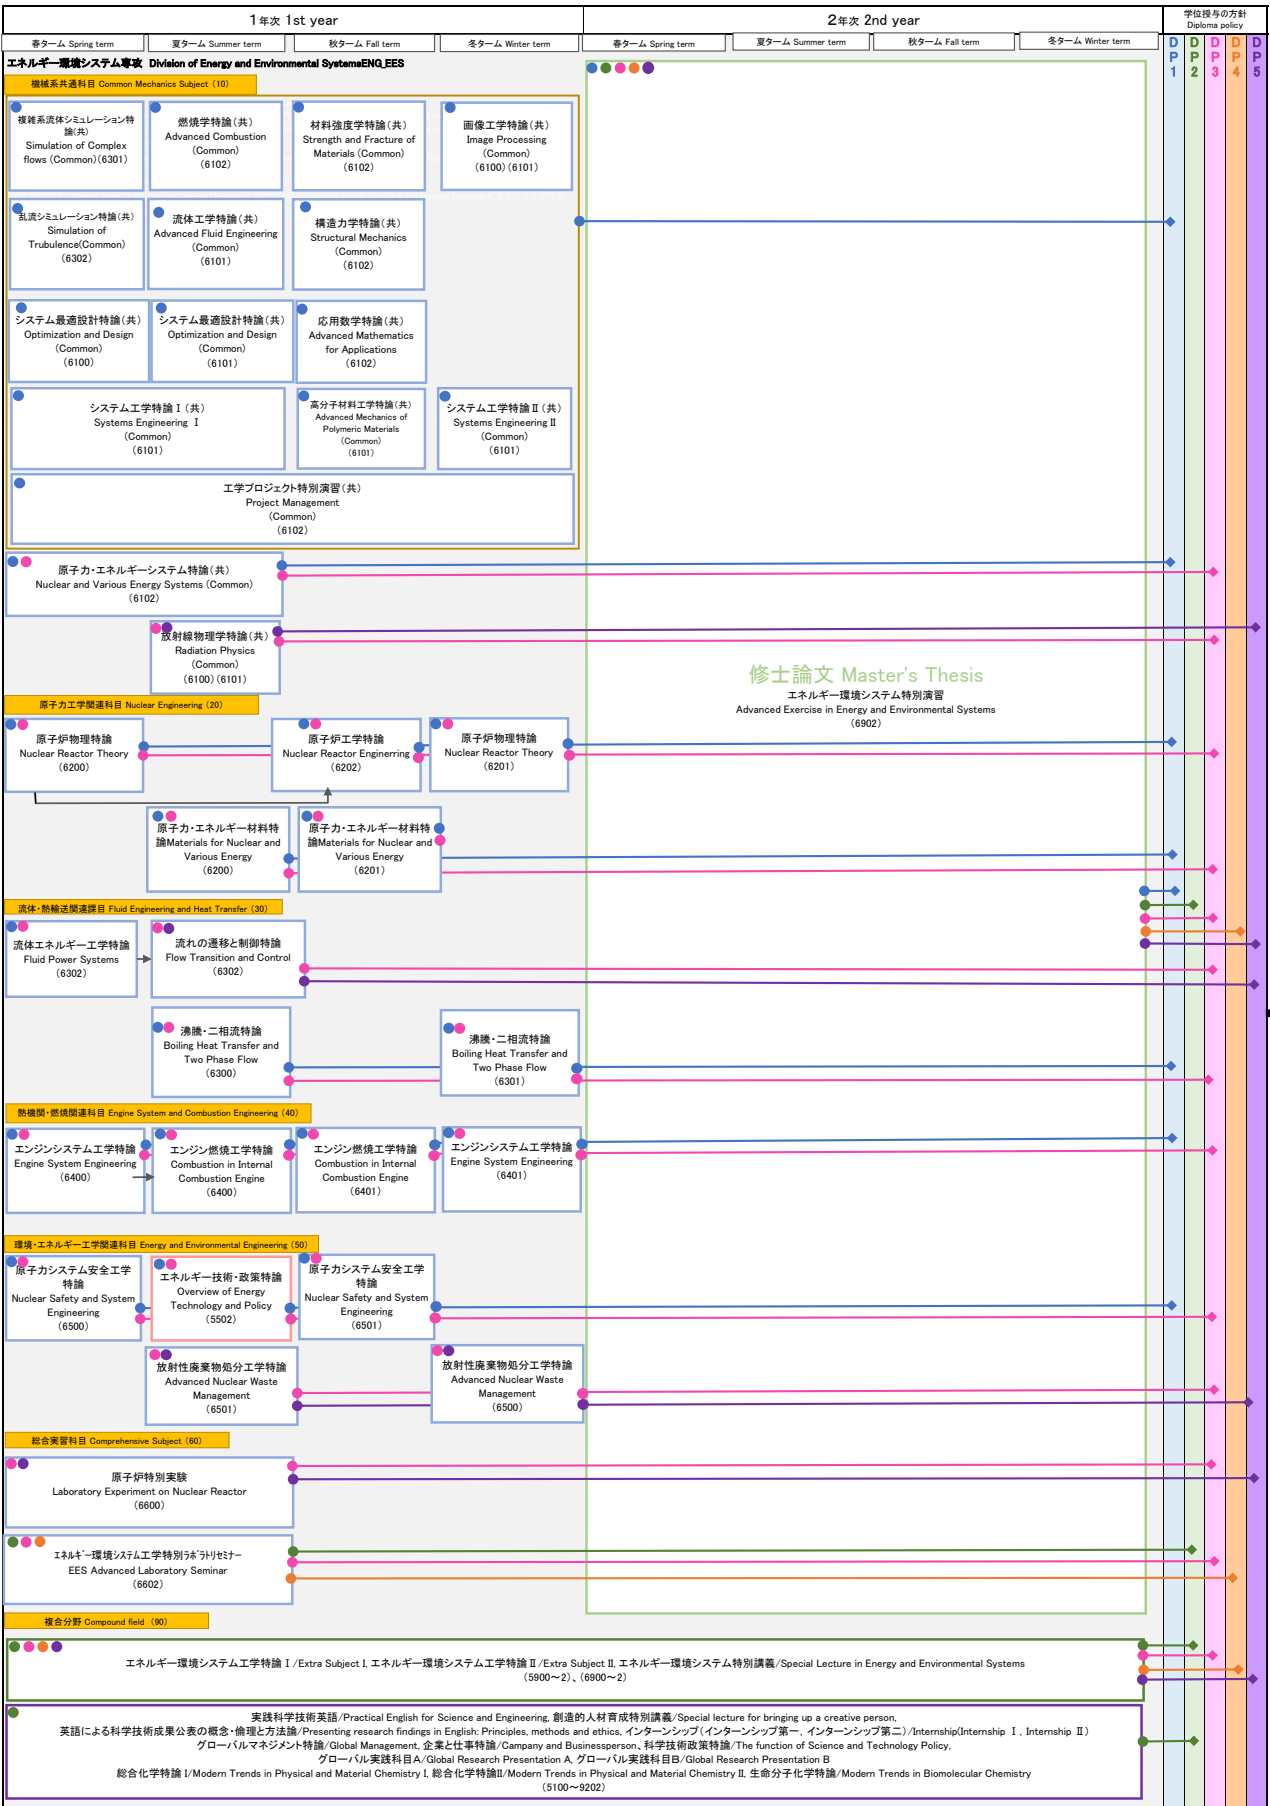 1年次 1st year
2年次 2nd year
学位授与の方針
Diploma policy
春ターム Spring term
夏ターム Summer term
秋ターム Fall term
冬ターム Winter term
春ターム Spring term
夏ターム Summer term
秋ターム Fall term
冬ターム Winter term
DP1
DP2
DP3
DP4
DP5
エネルギー環境システム専攻 Division of Energy and Environmental SystemsENG_EES
機械系共通科目 Common Mechanics Subject (10)
複雑系流体シミュレーション特
論(共)
Simulation of Complex
flows (Common)(6301)
燃焼学特論(共)
Advanced Combustion
(Common)
(6102)
材料強度学特論(共)
Strength and Fracture of
Materials (Common)
(6102)
画像工学特論(共)
Image Processing
(Common)
(6100)(6101)
乱流シミュレーション特論(共)
Simulation of
Trubulence(Common)
(6302)
流体工学特論(共)
Advanced Fluid Engineering
(Common)
(6101)
構造力学特論(共)
Structural Mechanics
(Common)
(6102)
システム最適設計特論(共)
Optimization and Design
(Common)
(6100)
システム最適設計特論(共)
Optimization and Design
(Common)
(6101)
応用数学特論(共)
Advanced Mathematics
for Applications
(6102)
システム工学特論Ⅰ(共)
Systems Engineering Ⅰ
(Common)
(6101)
高分子材料工学特論(共)
Advanced Mechanics of
Polymeric Materials
(Common)
(6101)
システム工学特論Ⅱ(共)
Systems Engineering Ⅱ
(Common)
(6101)
工学プロジェクト特別演習(共)
Project Management
(Common)
(6102)
原子力・エネルギーシステム特論(共)
Nuclear and Various Energy Systems (Common)
(6102)
放射線物理学特論(共)
Radiation Physics
(Common)
(6100)(6101)
修士論文 Master's Thesis
エネルギー環境システム特別演習
Advanced Exercise in Energy and Environmental Systems
(6902)
原子力工学関連科目 Nuclear Engineering (20)
原子炉物理特論
Nuclear Reactor Theory
(6200)
原子炉工学特論
Nuclear Reactor Enginerring
(6202)
原子炉物理特論
Nuclear Reactor Theory
(6201)
原子力・エネルギー材料特
論Materials for Nuclear and
Various Energy
(6200)
原子力・エネルギー材料特
論Materials for Nuclear and
Various Energy
(6201)
流体・熱輸送関連課目 Fluid Engineering and Heat Transfer (30)
流体エネルギー工学特論
Fluid Power Systems
(6302)
流れの遷移と制御特論
Flow Transition and Control
(6302)
沸騰・二相流特論
Boiling Heat Transfer and
Two Phase Flow
(6300)
沸騰・二相流特論
Boiling Heat Transfer and
Two Phase Flow
(6301)
熱機関・燃焼関連科目 Engine System and Combustion Engineering (40)
エンジンシステム工学特論
Engine System Engineering
(6400)
エンジン燃焼工学特論
Combustion in Internal
Combustion Engine
(6400)
エンジン燃焼工学特論
Combustion in Internal
Combustion Engine
(6401)
エンジンシステム工学特論
Engine System Engineering
(6401)
環境・エネルギー工学関連科目 Energy and Environmental Engineering (50)
原子力システム安全工学
特論
Nuclear Safety and System
Engineering
(6500)
エネルギー技術・政策特論
Overview of Energy
Technology and Policy
(5502)
原子力システム安全工学
特論
Nuclear Safety and System
Engineering
(6501)
放射性廃棄物処分工学特論
Advanced Nuclear Waste
Management
(6501)
放射性廃棄物処分工学特論
Advanced Nuclear Waste
Management
(6500)
総合実習科目 Comprehensive Subject (60)
原子炉特別実験
Laboratory Experiment on Nuclear Reactor
(6600)
エネルギー環境システム工学特別ラボラトリセミナー
EES Advanced Laboratory Seminar
(6602)
複合分野 Compound field (90)
エネルギー環境システム工学特論Ⅰ/Extra Subject I, エネルギー環境システム工学特論Ⅱ/Extra Subject II, エネルギー環境システム特別講義/Special Lecture in Energy and Environmental Systems
(5900～2)、(6900～2)
実践科学技術英語/Practical English for Science and Engineering, 創造的人材育成特別講義/Special lecture for bringing up a creative person,
英語による科学技術成果公表の概念・倫理と方法論/Presenting research findings in English: Principles, methods and ethics, インターンシップ(インターンシップ第一, インターンシップ第二)/Internship(Internship Ⅰ, Internship Ⅱ)
グローバルマネジメント特論/Global Management, 企業と仕事特論/Campany and Businessperson、科学技術政策特論/The function of Science and Technology Policy,
グローバル実践科目A/Global Research Presentation A, グローバル実践科目B/Global Research Presentation B
総合化学特論 I/Modern Trends in Physical and Material Chemistry I, 総合化学特論II/Modern Trends in Physical and Material Chemistry II, 生命分子化学特論/Modern Trends in Biomolecular Chemistry
(5100～9202)